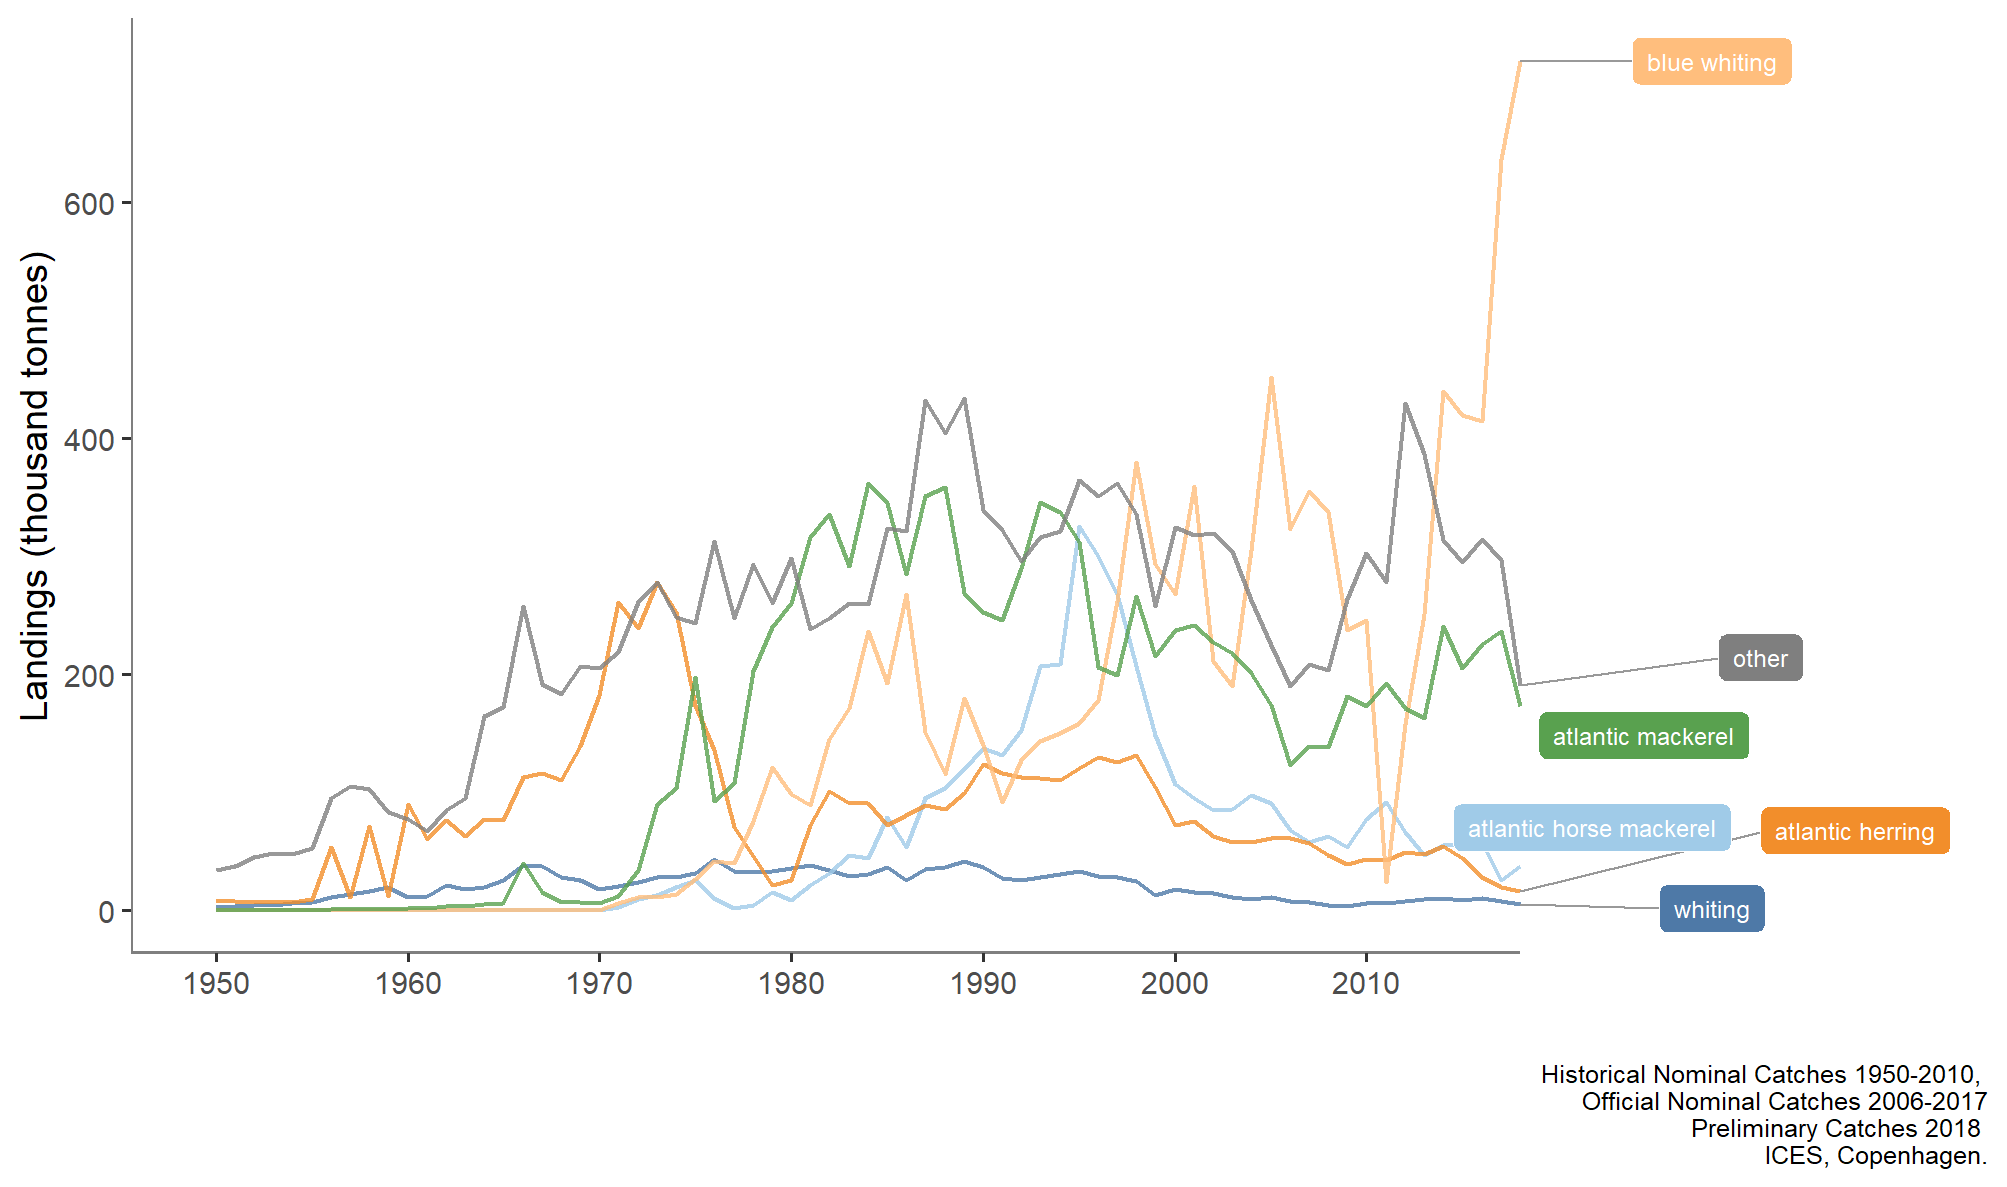 Landings (thousand tonnes)
600
400
200
0
1950 1960 1970 1980 1990 2000 2010
blue whiting
other
atlantic mackerel
atlantic horse mackerel
atlantic herring
whiting
Historical Nominal Catches 1950-2010,
Official Nominal Catches 2006-2017
Preliminary Catches 2018
ICES, Copenhagen.